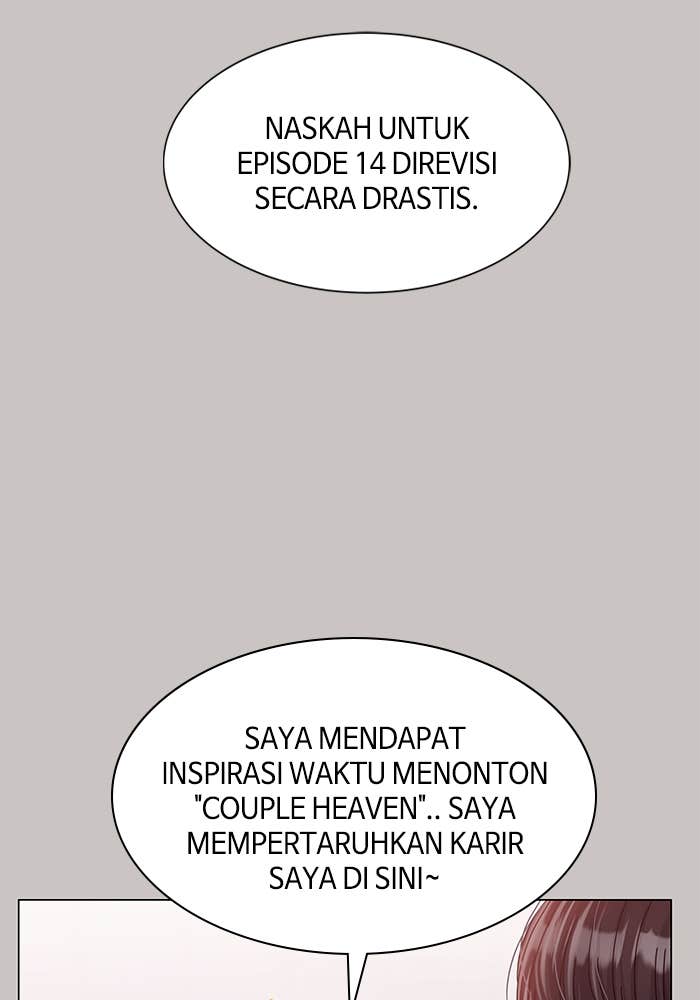 NASKAH UNTUK
EPISODE 14 DIREVISI
SECARA DRASTIS.
SAYA MENDAPAT
INSPIRASI WAKTU MENONTON
"COUPLE HEAVEN".. SAYA
MEMPERTARUHKAN KARIR
SAYA DI SINI~